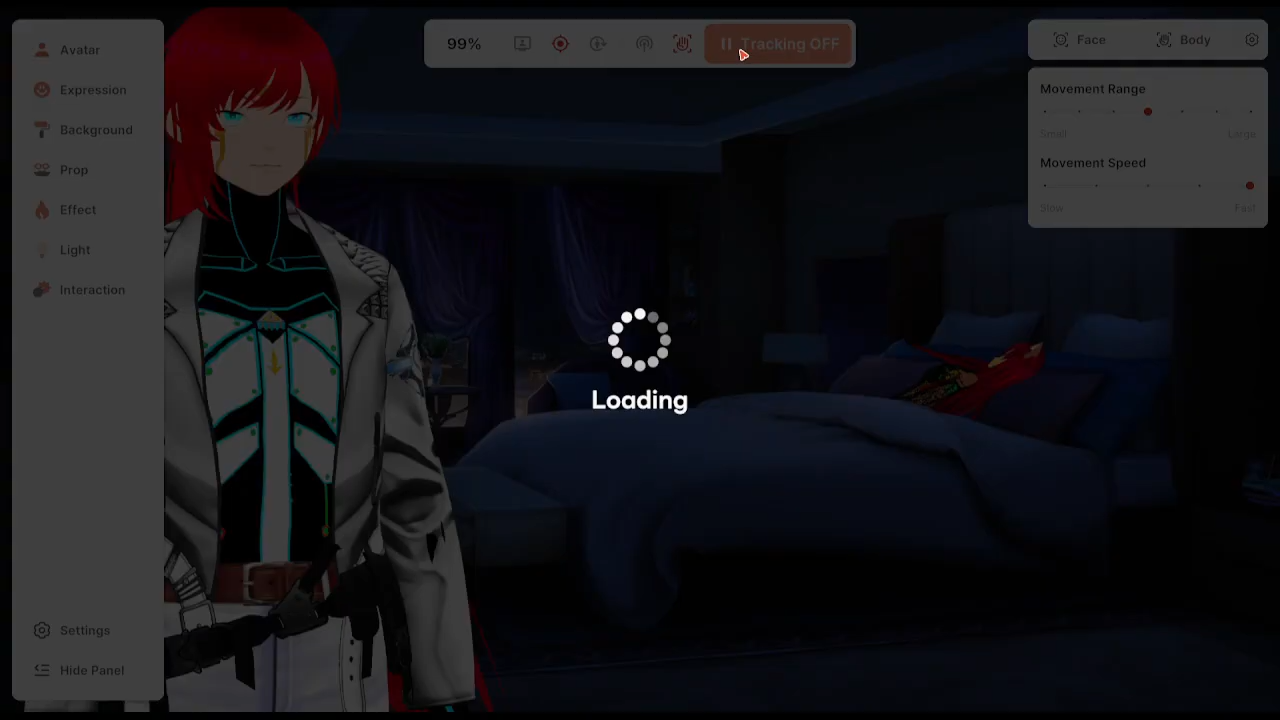 Avatar
Expression
Background
Prop
Effect
Light
Interaction
Settings
Hide Panel
99%
Tracking OFF
Face
Body
Movement Range
Small Large
Movement Speed
Slow Fast
Loading